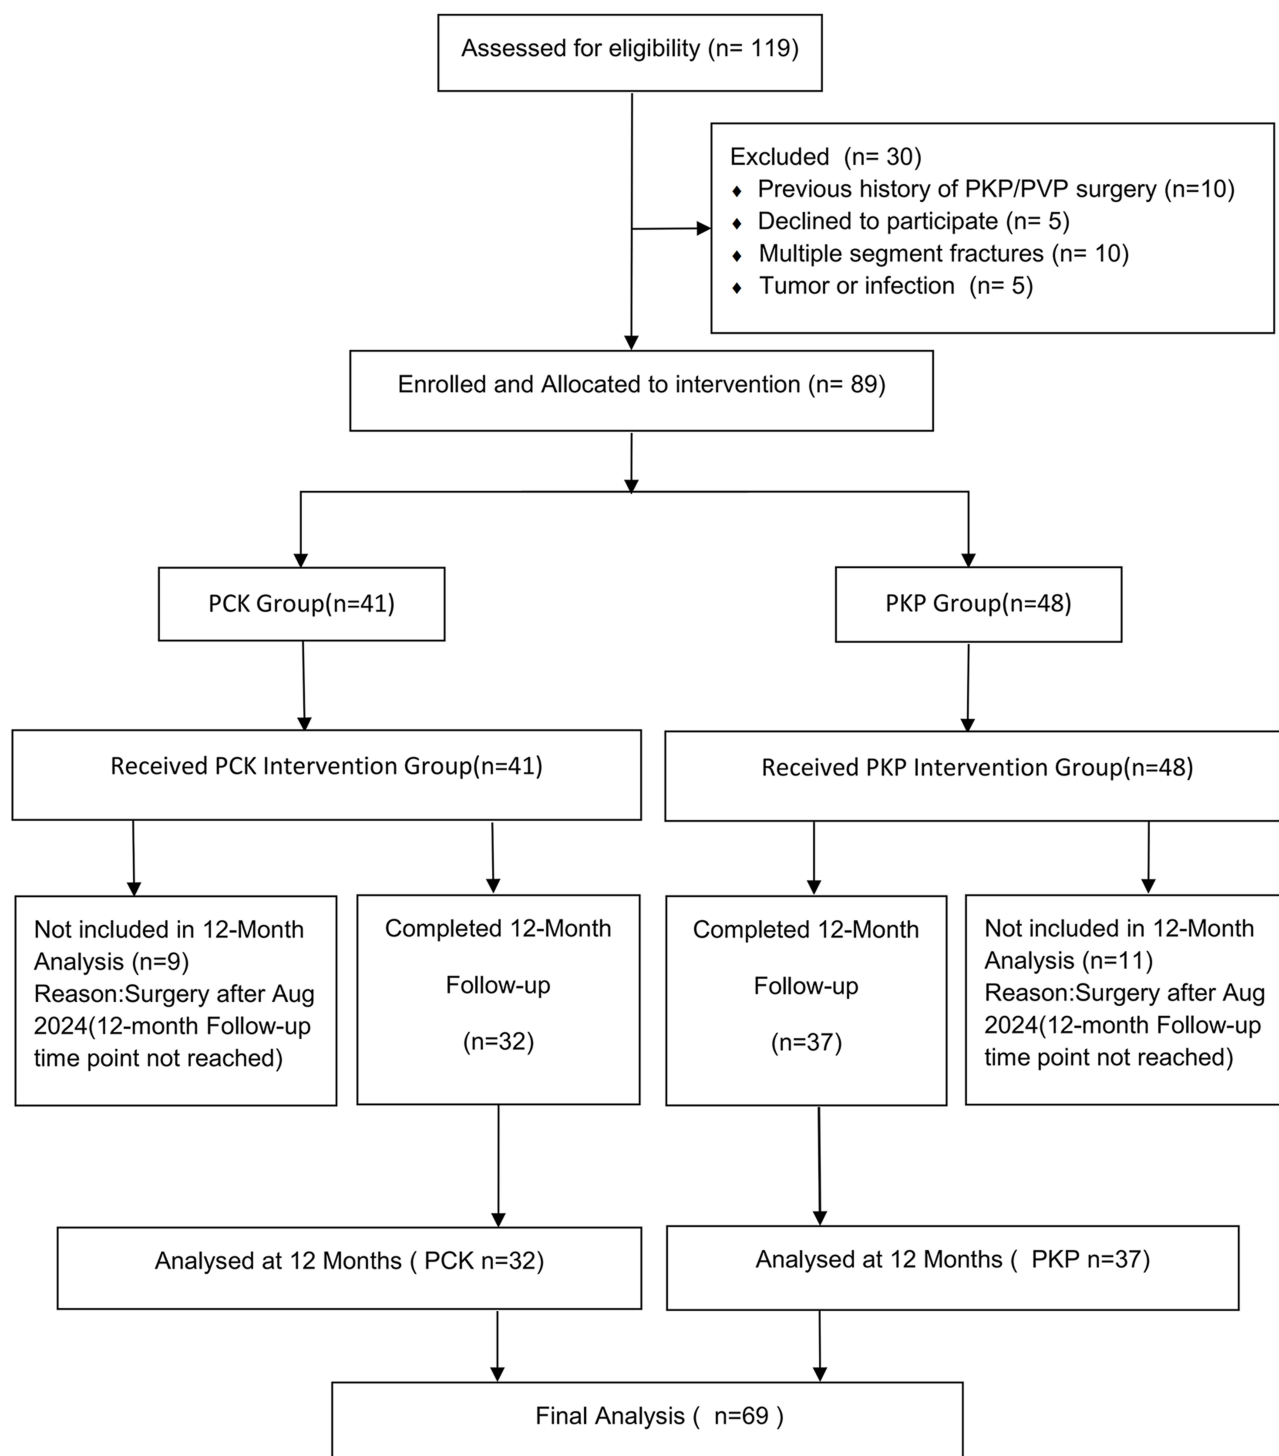 Assessed for eligibility (n= 119)
Excluded  (n= 30)
♦ Previous history of PKP/PVP surgery (n=10)
♦ Declined to participate (n= 5)
♦ Multiple segment fractures (n= 10)
♦ Tumor or infection  (n= 5)
Enrolled and Allocated to intervention (n= 89)
PCK Group(n=41)
PKP Group(n=48)
Received PCK Intervention Group(n=41)
Received PKP Intervention Group(n=48)
Not included in 12-Month
Analysis (n=9)
Reason:Surgery after Aug
2024(12-month Follow-up
time point not reached)
Completed 12-Month
Follow-up
(n=32)
Completed 12-Month
Follow-up
(n=37)
Not included in 12-Month
Analysis (n=11)
Reason:Surgery after Aug
2024(12-month Follow-up
time point not reached)
Analysed at 12 Months ( PCK n=32)
Analysed at 12 Months (  PKP n=37)
Final Analysis (  n=69 )